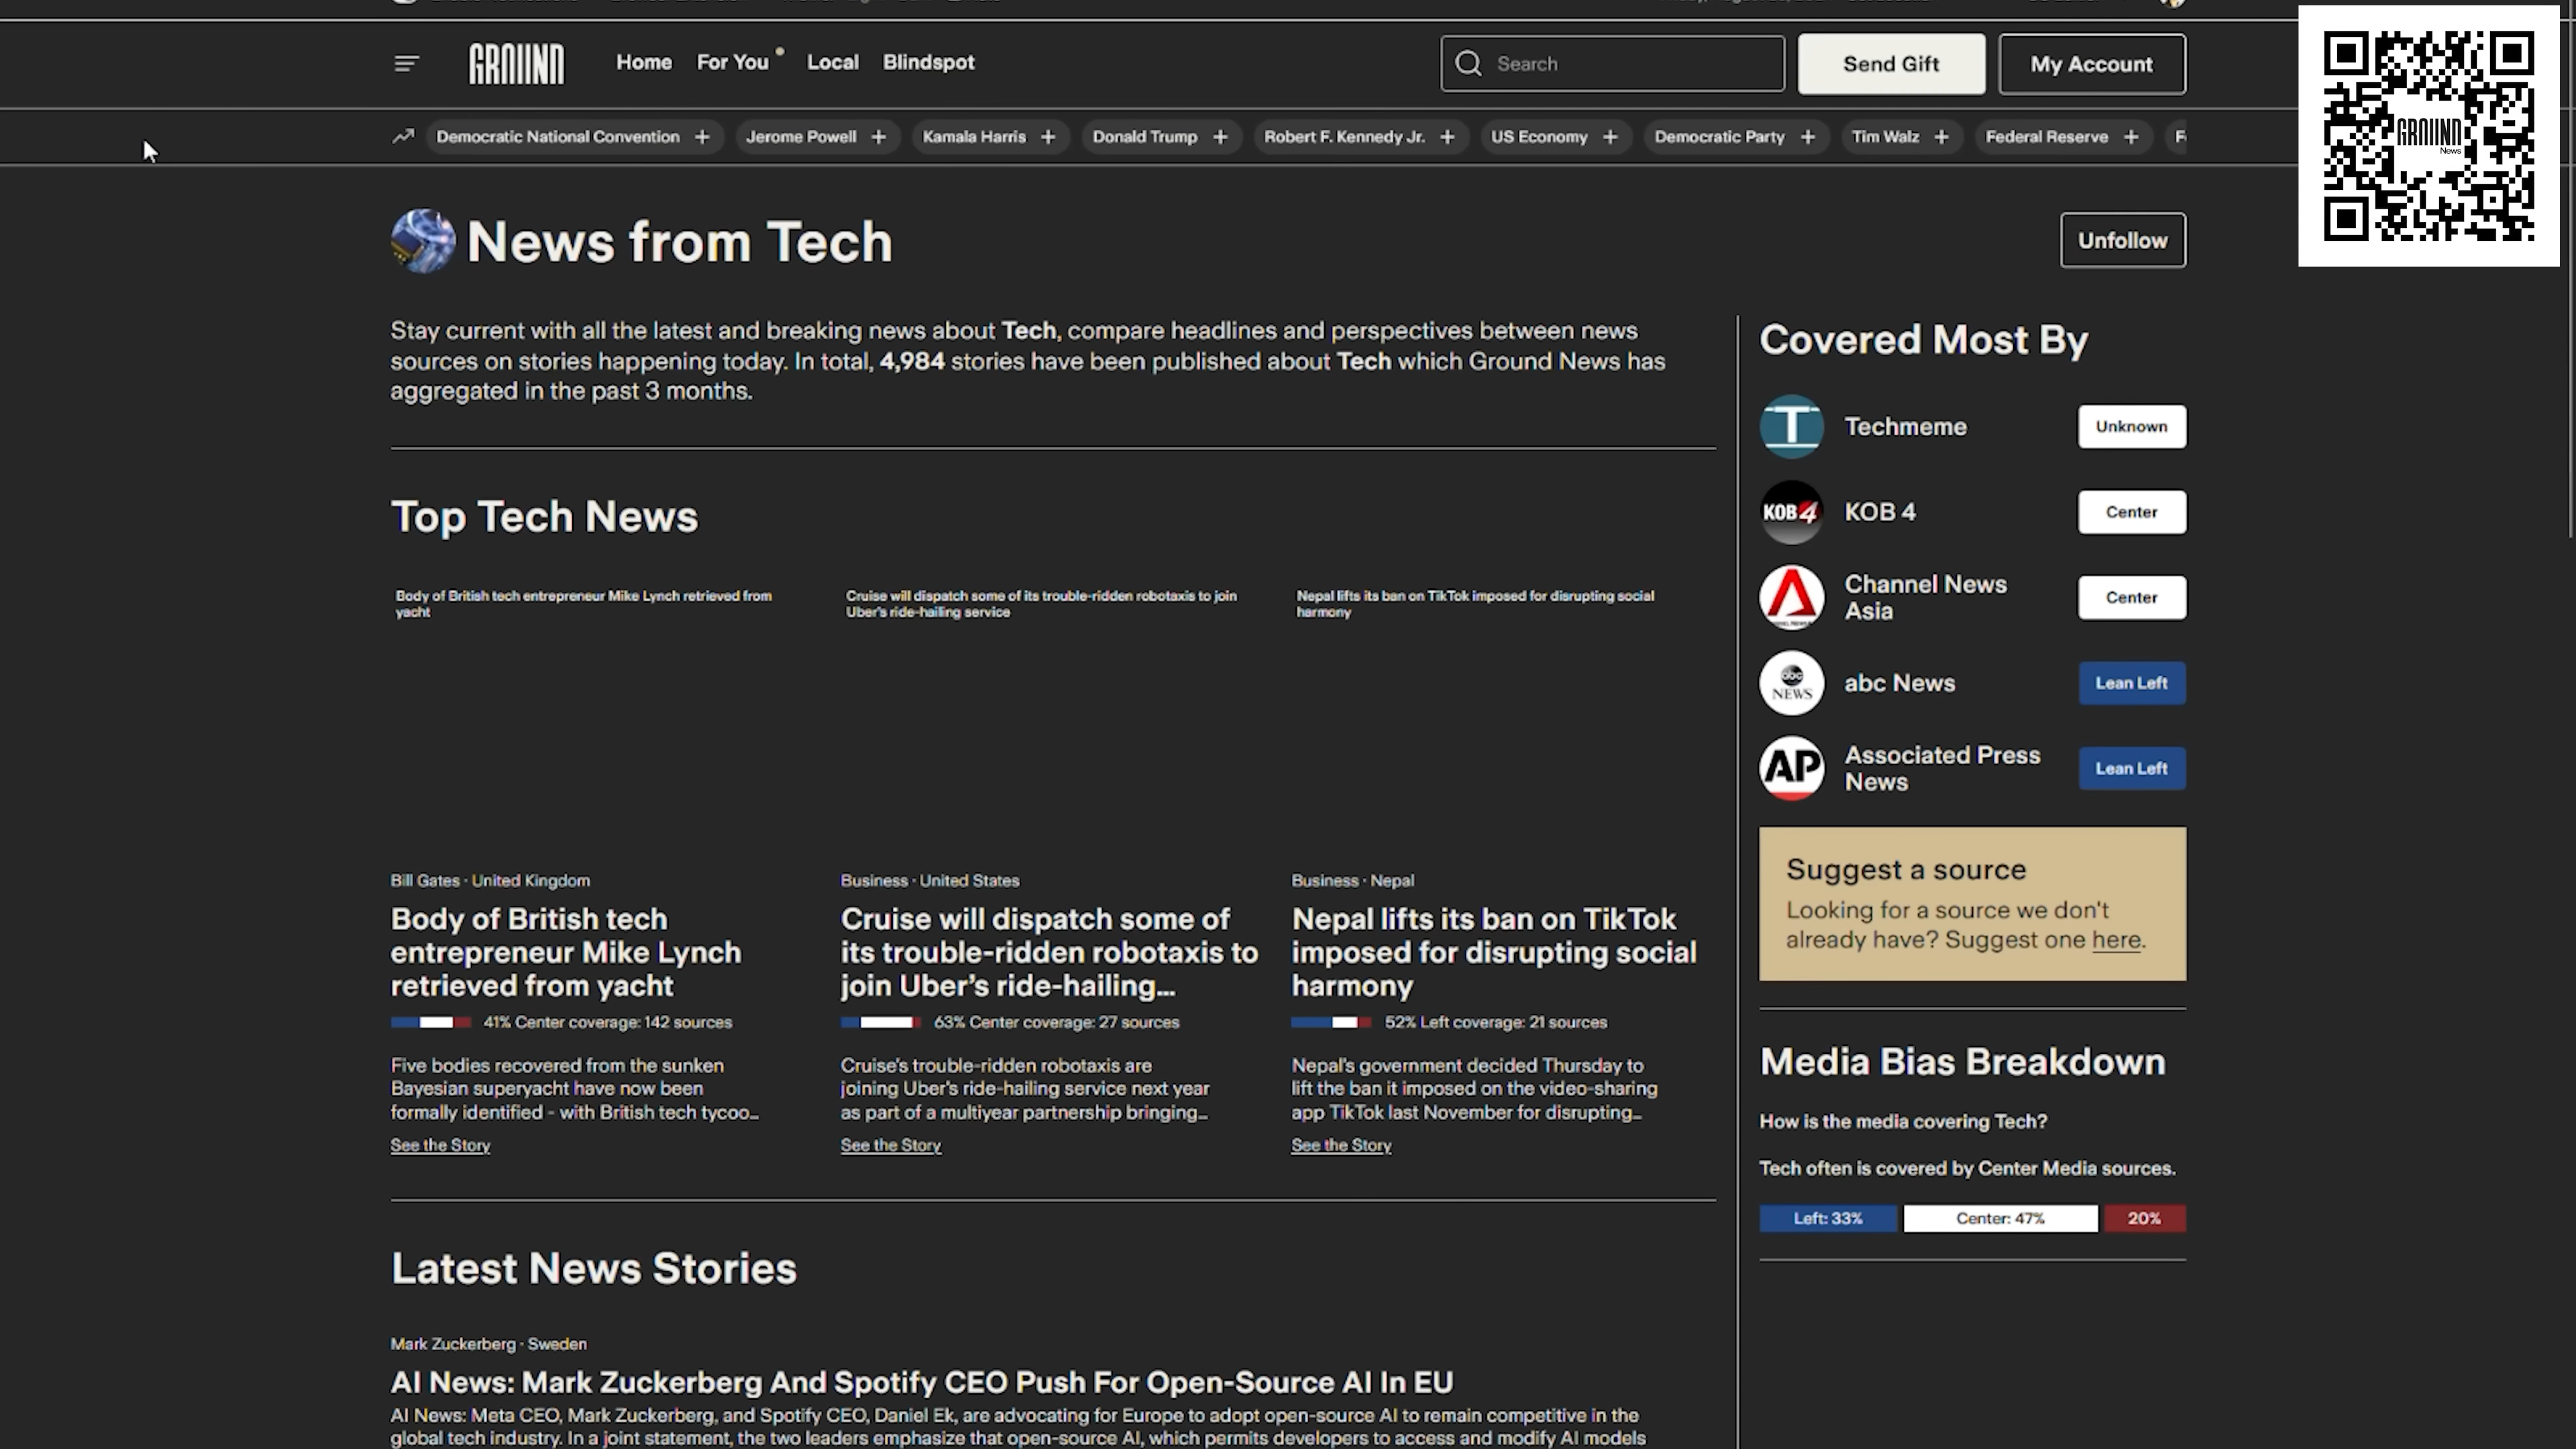 GROUND
Home
For You
Local
Blindspot
Search
Send Gift
My Account
GROUND
News
Democratic National Convention +
Jerome Powell +
Kamala Harris +
Donald Trump +
Robert F. Kennedy Jr. +
US Economy +
Democratic Party +
Tim Walz +
Federal Reserve +
News from Tech
Unfollow
Stay current with all the latest and breaking news about Tech, compare headlines and perspectives between news
sources on stories happening today. In total, 4,984 stories have been published about Tech which Ground News has
aggregated in the past 3 months.
Top Tech News
Body of British tech entrepreneur Mike Lynch retrieved from
yacht
Cruise will dispatch some of its trouble-ridden robotaxis to join
Uber's ride-hailing service
Nepal lifts its ban on TikTok imposed for disrupting social
harmony
Bill Gates · United Kingdom
Body of British tech
entrepreneur Mike Lynch
retrieved from yacht
41% Center coverage: 142 sources
Five bodies recovered from the sunken
Bayesian superyacht have now been
formally identified - with British tech tycoo...
See the Story
Business · United States
Cruise will dispatch some of
its trouble-ridden robotaxis to
join Uber's ride-hailing...
63% Center coverage: 27 sources
Cruise's trouble-ridden robotaxis are
joining Uber's ride-hailing service next year
as part of a multiyear partnership bringing...
See the Story
Business · Nepal
Nepal lifts its ban on TikTok
imposed for disrupting social
harmony
52% Left coverage: 21 sources
Nepal's government decided Thursday to
lift the ban it imposed on the video-sharing
app TikTok last November for disrupting...
See the Story
Latest News Stories
Mark Zuckerberg · Sweden
AI News: Mark Zuckerberg And Spotify CEO Push For Open-Source AI In EU
AI News: Meta CEO, Mark Zuckerberg, and Spotify CEO, Daniel Ek, are advocating for Europe to adopt open-source AI to remain competitive in the
global tech industry. In a joint statement, the two leaders emphasize that open-source AI, which permits developers to access and modify AI models
Covered Most By
T
Techmeme
Unknown
KOB4
KOB 4
Center
Channel News
Asia
Center
abc
NEWS
abc News
Lean Left
AP
Associated Press
News
Lean Left
Suggest a source
Looking for a source we don't
already have? Suggest one here.
Media Bias Breakdown
How is the media covering Tech?
Tech often is covered by Center Media sources.
Left: 33%
Center: 47%
20%